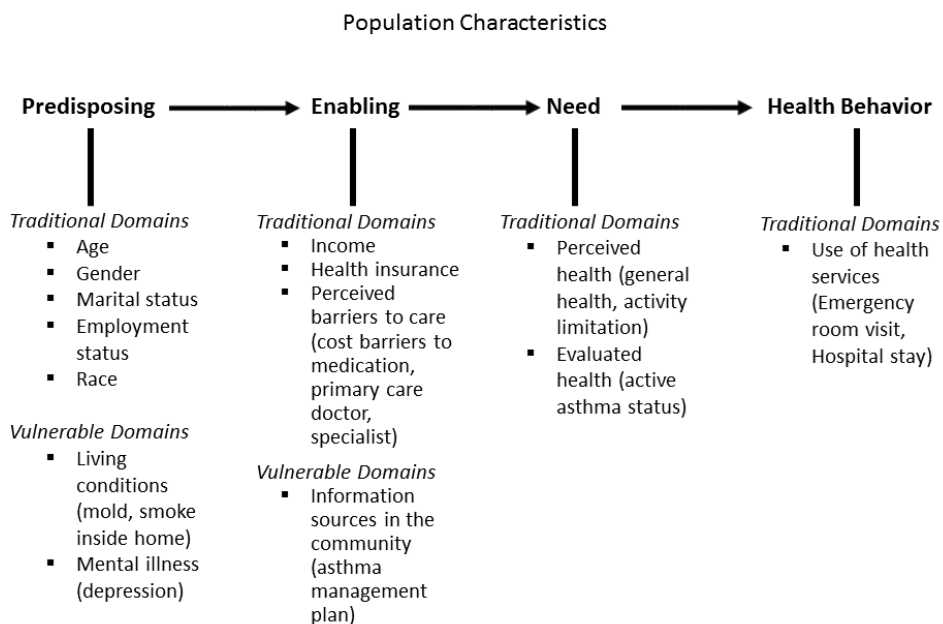 Population Characteristics
Predisposing
Enabling
Need
Health Behavior
Traditional Domains
▪ Age
▪ Gender
▪ Marital status
▪ Employment
status
▪ Race
Vulnerable Domains
▪ Living
conditions
(mold, smoke
inside home)
▪ Mental illness
(depression)
Traditional Domains
▪ Income
▪ Health insurance
▪ Perceived
barriers to care
(cost barriers to
medication,
primary care
doctor,
specialist)
Vulnerable Domains
▪ Information
sources in the
community
(asthma
management
plan)
Traditional Domains
▪ Perceived
health (general
health, activity
limitation)
▪ Evaluated
health (active
asthma status)
Traditional Domains
▪ Use of health
services
(Emergency
room visit,
Hospital stay)